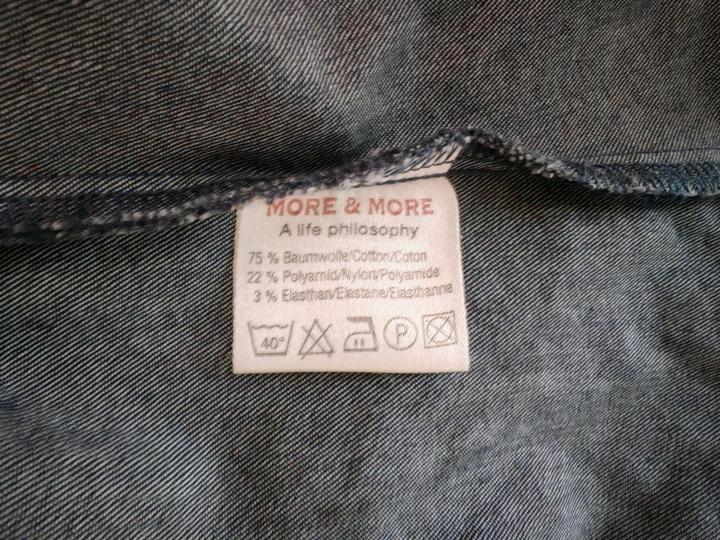 MORE & MORE
A life philosophy
75 % Baumwolle/Cotton/Coton
22 % Polyamid/Nylon/Polyamide
3 % Elasthan/Elastane/Elasthanne
40° P